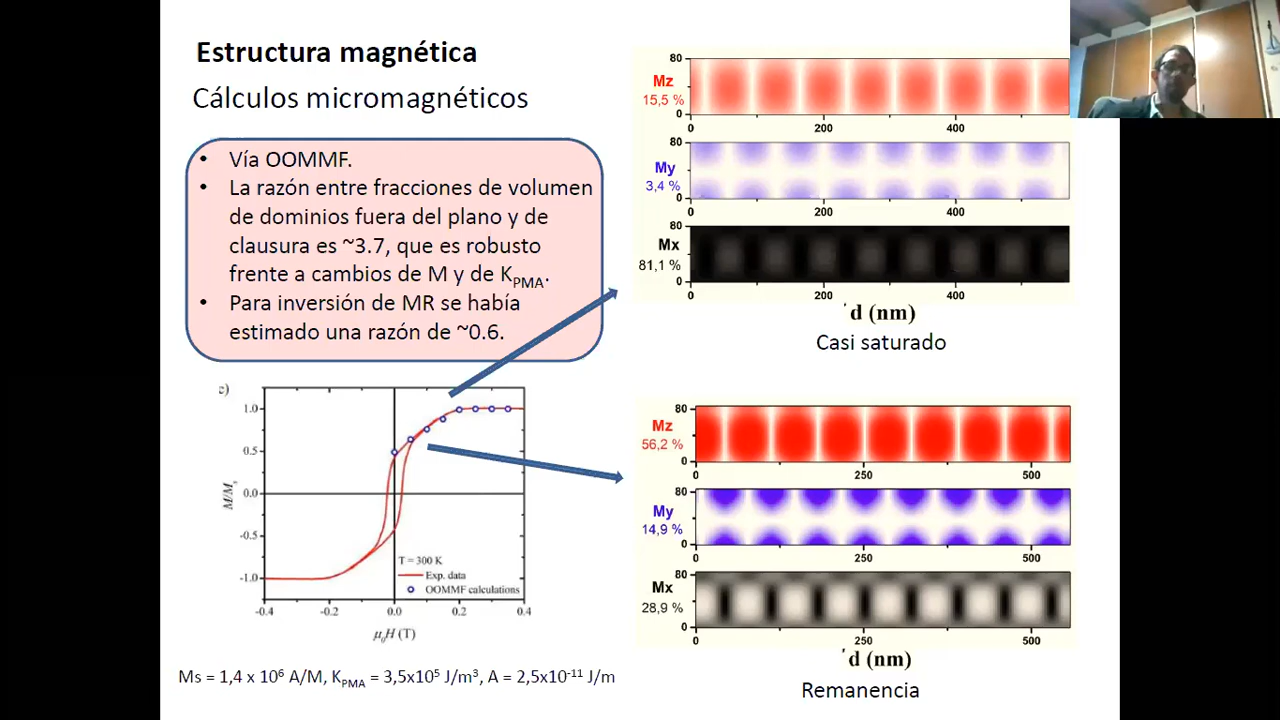 Estructura magnética
Cálculos micromagnéticos
• Vía OOMMF.
• La razón entre fracciones de volumen
de dominios fuera del plano y de
clausura es ~3.7, que es robusto
frente a cambios de M y de KPMA.
• Para inversión de MR se había
estimado una razón de ~0.6.
80
Mz
15,5 %
0
0 200 400
80
My
3,4 %
0
0 200 400
80
Mx
81,1 %
0
0 200 400
d (nm)
Casi saturado
c)
1.0
0.5
0.0
-0.5
-1.0
M/Ms
T = 300 K
Exp. data
OOMMF calculations
-0.4 -0.2 0.0 0.2 0.4
μ0H (T)
Ms = 1,4 x 10⁶ A/M, KPMA = 3,5x10⁵ J/m³, A = 2,5x10⁻¹¹ J/m
80
Mz
56,2 %
0
0 250 500
80
My
14,9 %
0
0 250 500
80
Mx
28,9 %
0
0 250 500
d (nm)
Remanencia